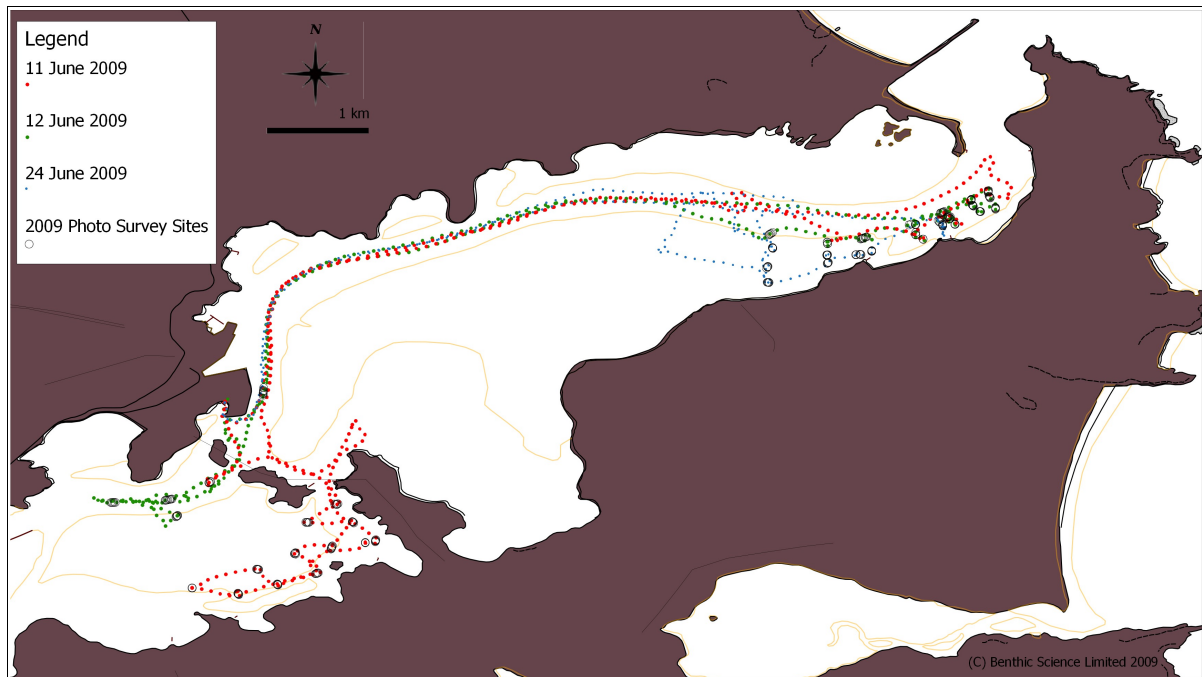 Legend
11 June 2009
12 June 2009
24 June 2009
2009 Photo Survey Sites
N
1 km
(C) Benthic Science Limited 2009